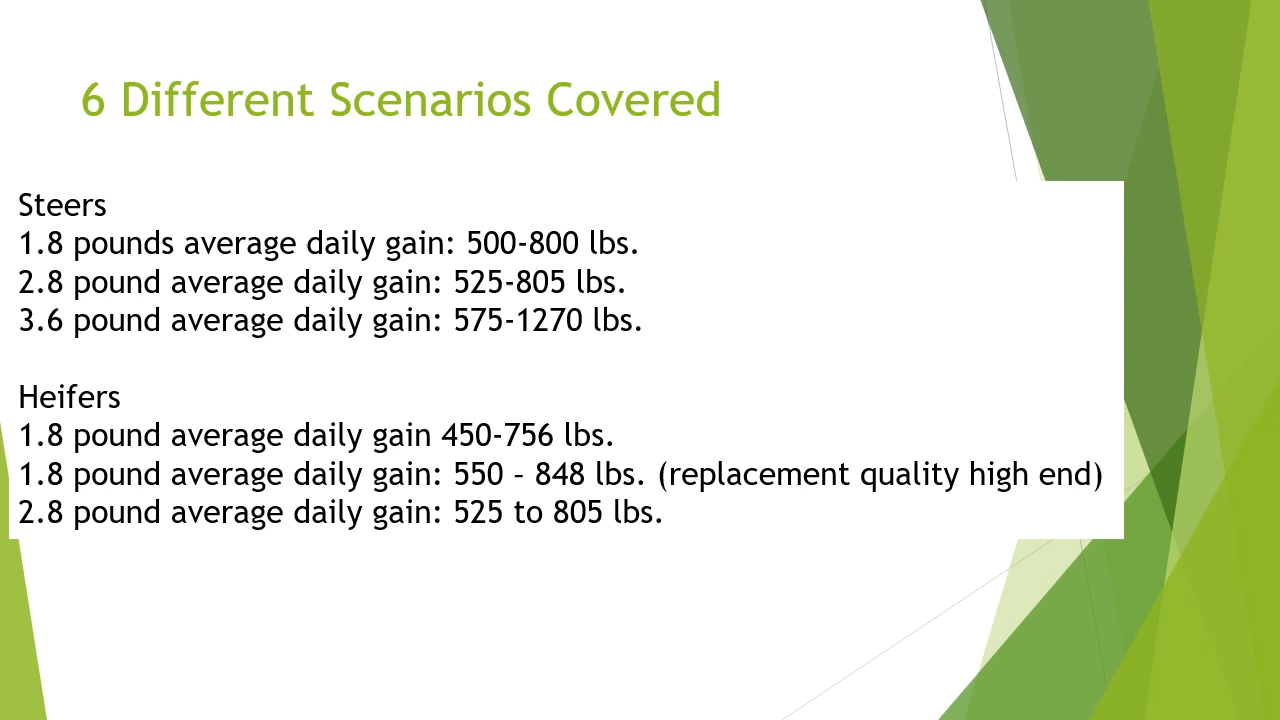 6 Different Scenarios Covered
Steers
1.8 pounds average daily gain: 500-800 lbs.
2.8 pound average daily gain: 525-805 lbs.
3.6 pound average daily gain: 575-1270 lbs.
Heifers
1.8 pound average daily gain 450-756 lbs.
1.8 pound average daily gain: 550 – 848 lbs. (replacement quality high end)
2.8 pound average daily gain: 525 to 805 lbs.